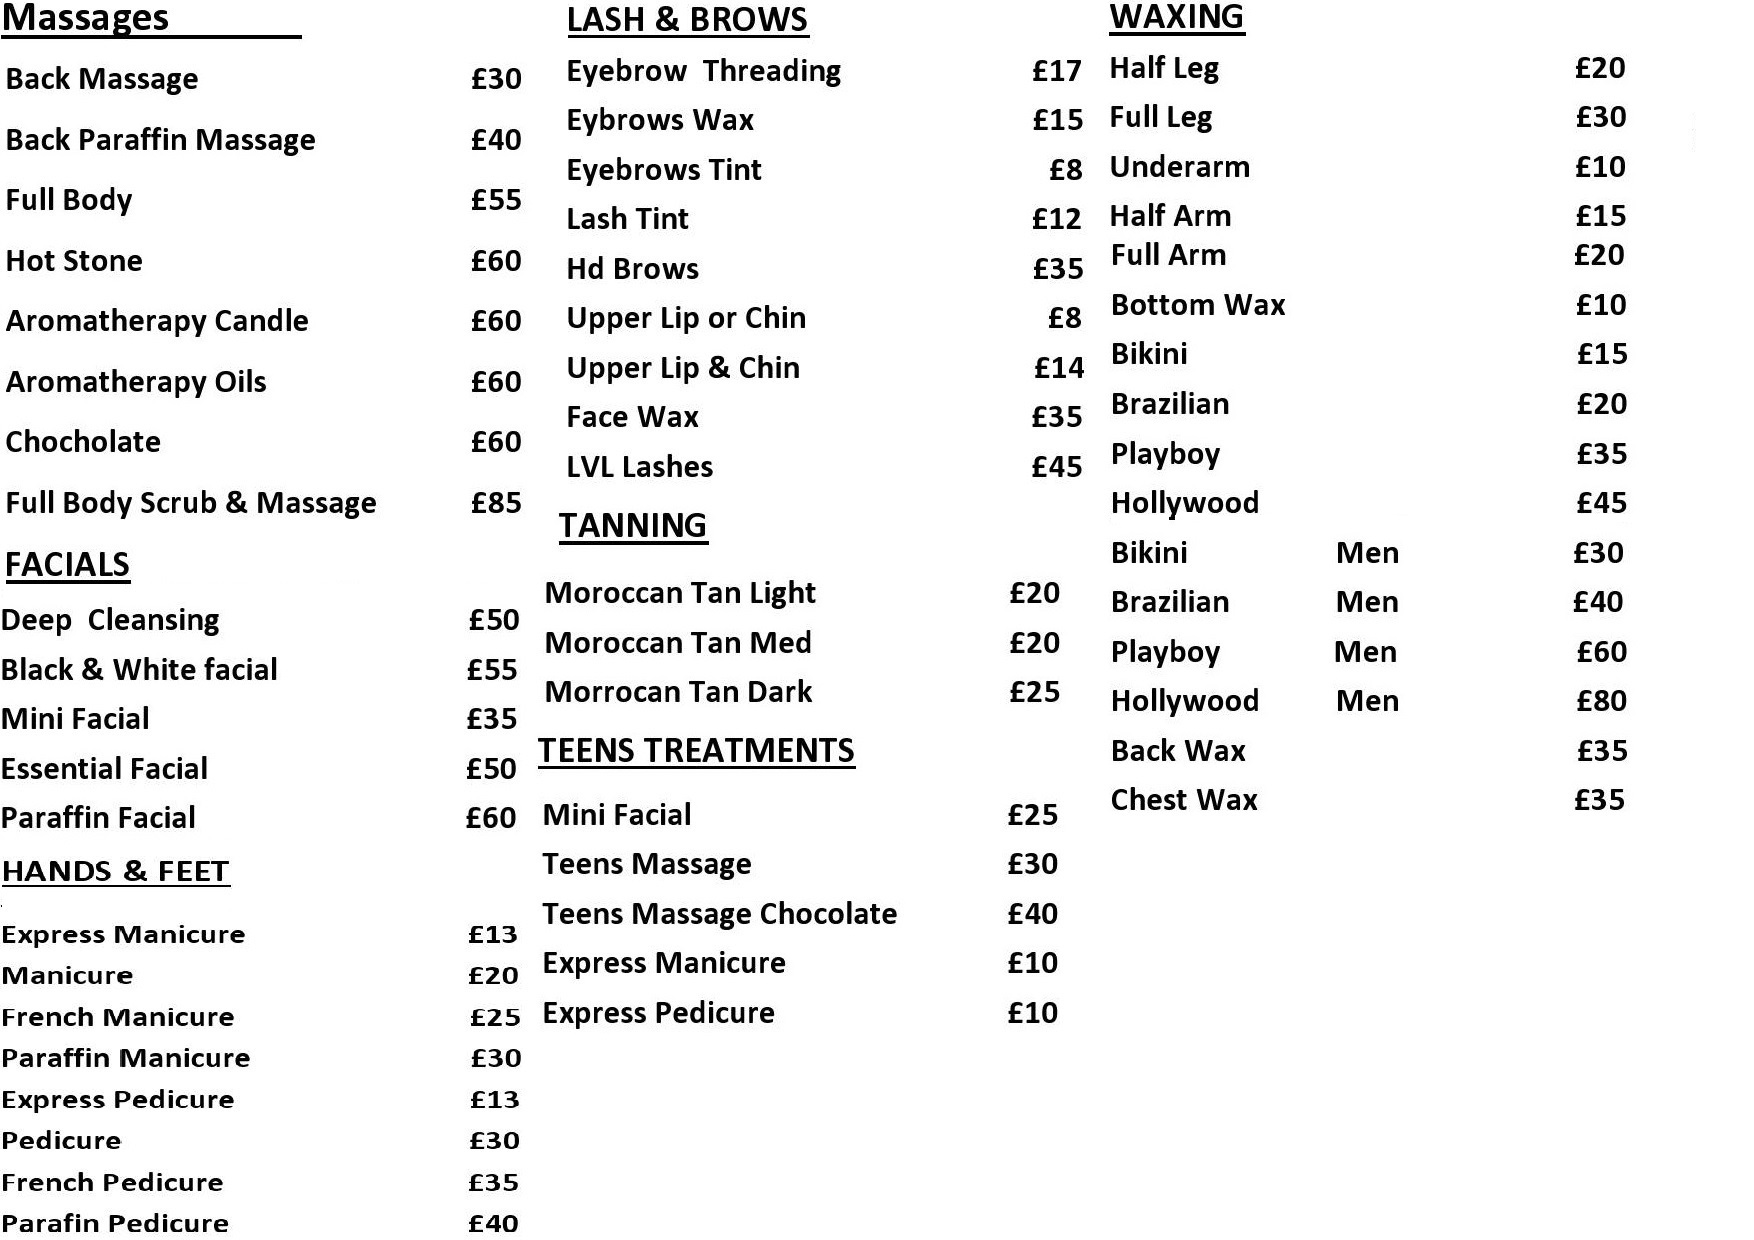 Massages
Back Massage £30
Back Paraffin Massage £40
Full Body £55
Hot Stone £60
Aromatherapy Candle £60
Aromatherapy Oils £60
Chocholate £60
Full Body Scrub & Massage £85
FACIALS
Deep Cleansing £50
Black & White facial £55
Mini Facial £35
Essential Facial £50
Paraffin Facial £60
HANDS & FEET
Express Manicure £13
Manicure £20
French Manicure £25
Paraffin Manicure £30
Express Pedicure £13
Pedicure £30
French Pedicure £35
Parafin Pedicure £40
LASH & BROWS
Eyebrow Threading £17
Eybrows Wax £15
Eyebrows Tint £8
Lash Tint £12
Hd Brows £35
Upper Lip or Chin £8
Upper Lip & Chin £14
Face Wax £35
LVL Lashes £45
TANNING
Moroccan Tan Light £20
Moroccan Tan Med £20
Morrocan Tan Dark £25
TEENS TREATMENTS
Mini Facial £25
Teens Massage £30
Teens Massage Chocolate £40
Express Manicure £10
Express Pedicure £10
WAXING
Half Leg £20
Full Leg £30
Underarm £10
Half Arm £15
Full Arm £20
Bottom Wax £10
Bikini £15
Brazilian £20
Playboy £35
Hollywood £45
Bikini Men £30
Brazilian Men £40
Playboy Men £60
Hollywood Men £80
Back Wax £35
Chest Wax £35